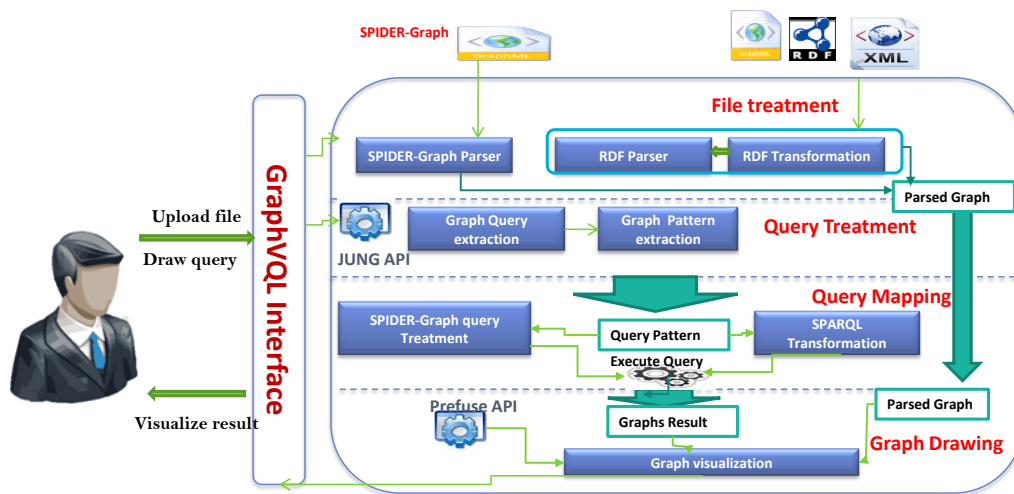 SPIDER-Graph
GraphML
GraphML
RDF
XML
File treatment
SPIDER-Graph Parser
RDF Parser
RDF Transformation
Parsed Graph
GraphVQL Interface
Upload file
Draw query
Visualize result
JUNG API
Graph Query
extraction
Graph Pattern
extraction
Query Treatment
Query Mapping
SPIDER-Graph query
Treatment
Query Pattern
SPARQL
Transformation
Execute Query
Prefuse API
Graphs Result
Parsed Graph
Graph Drawing
Graph visualization